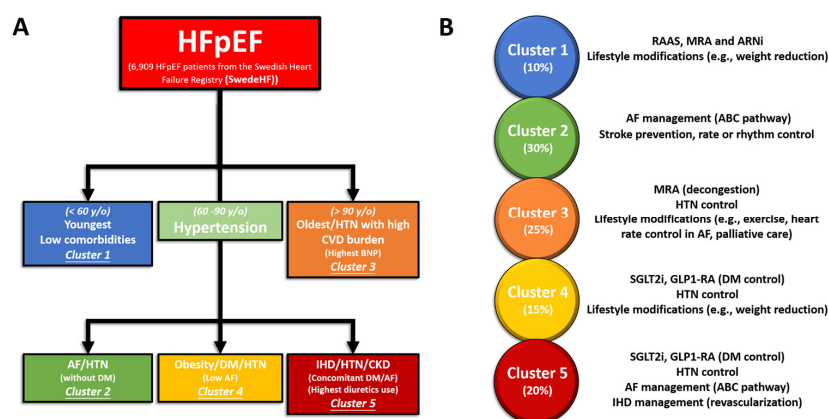 A
HFpEF
(6,909 HFpEF patients from the Swedish Heart
Failure Registry (SwedeHF))
(< 60 y/o)
Youngest
Low comorbidities
Cluster 1
(60 -90 y/o)
Hypertension
(> 90 y/o)
Oldest/HTN with high
CVD burden
(Highest BNP)
Cluster 3
AF/HTN
(without DM)
Cluster 2
Obesity/DM/HTN
(Low AF)
Cluster 4
IHD/HTN/CKD
(Concomitant DM/AF)
(Highest diuretics use)
Cluster 5
B
Cluster 1
(10%)
RAAS, MRA and ARNi
Lifestyle modifications (e.g., weight reduction)
Cluster 2
(30%)
AF management (ABC pathway)
Stroke prevention, rate or rhythm control
Cluster 3
(25%)
MRA (decongestion)
HTN control
Lifestyle modifications (e.g., exercise, heart
rate control in AF, palliative care)
Cluster 4
(15%)
SGLT2i, GLP1-RA (DM control)
HTN control
Lifestyle modifications (e.g., weight reduction)
Cluster 5
(20%)
SGLT2i, GLP1-RA (DM control)
HTN control
AF management (ABC pathway)
IHD management (revascularization)